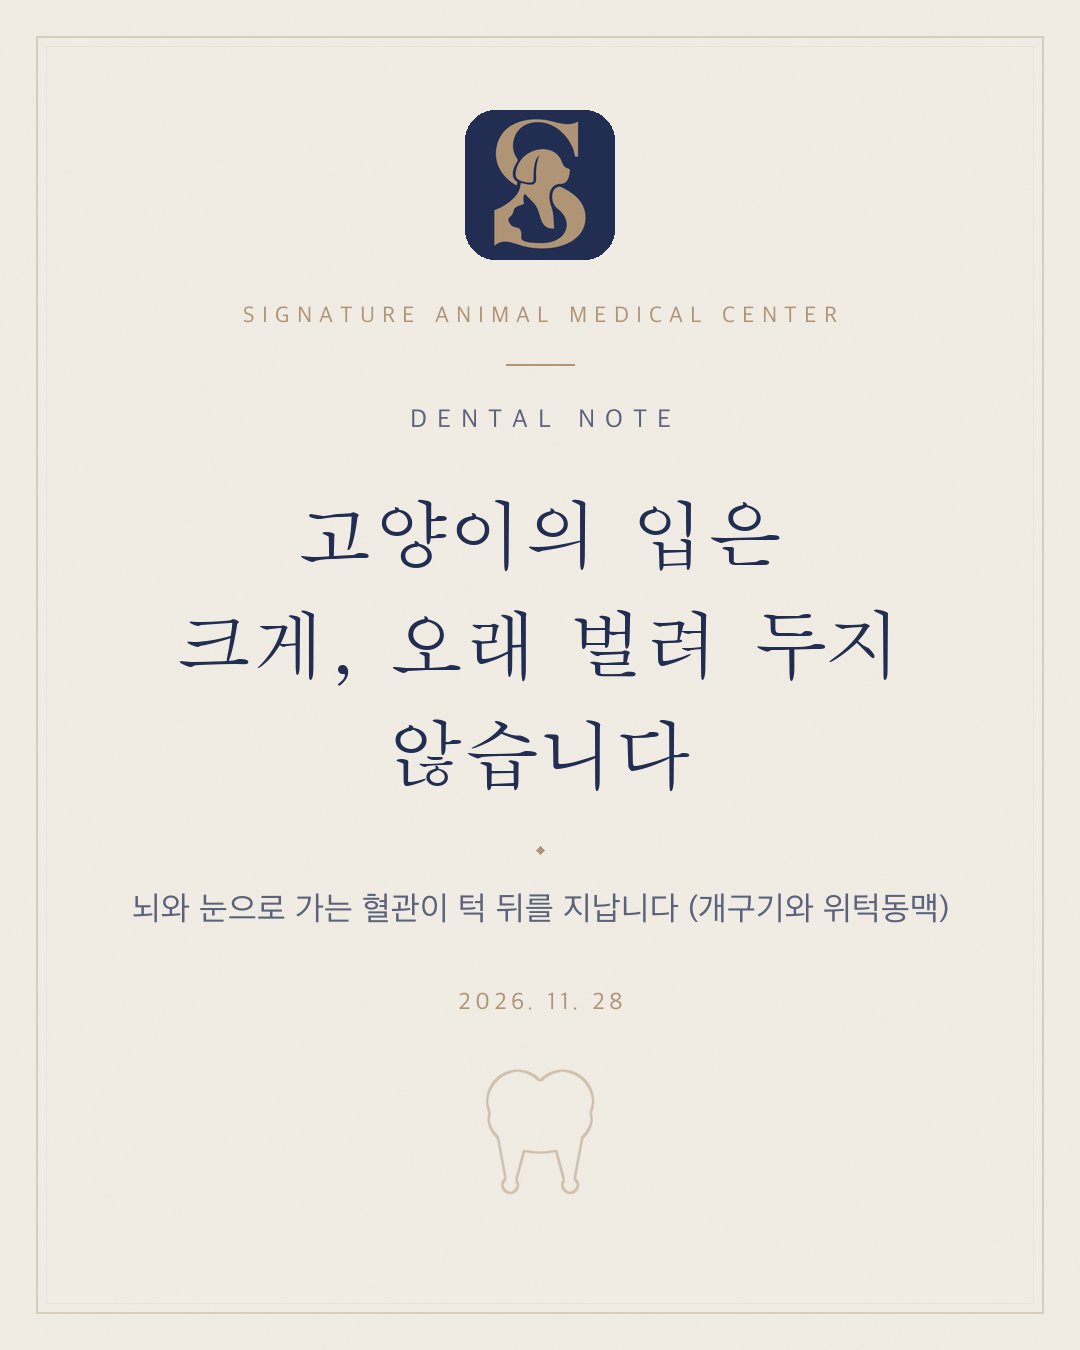 S
SIGNATURE ANIMAL MEDICAL CENTER
DENTAL NOTE
고양이의 입은
크게, 오래 벌려 두지
않습니다
뇌와 눈으로 가는 혈관이 턱 뒤를 지납니다 (개구기와 위턱동맥)
2026. 11. 28